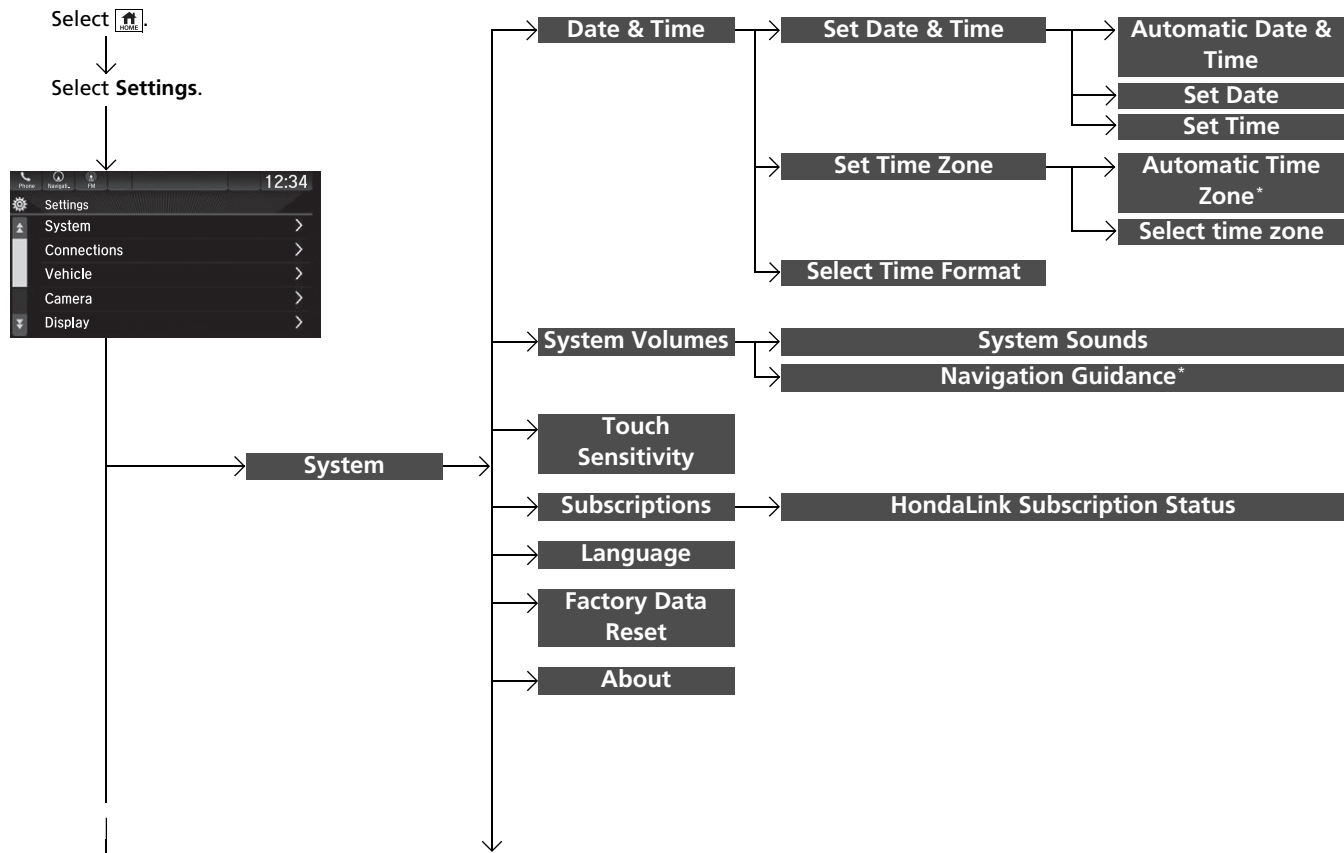 Select HOME.
Select Settings.
Phone Navigati.. FM 12:34
Settings
System
Connections
Vehicle
Camera
Display
System
Date & Time
Set Date & Time
Automatic Date &
Time
Set Date
Set Time
Set Time Zone
Automatic Time
Zone*
Select time zone
Select Time Format
System Volumes
System Sounds
Navigation Guidance*
Touch
Sensitivity
Subscriptions
HondaLink Subscription Status
Language
Factory Data
Reset
About